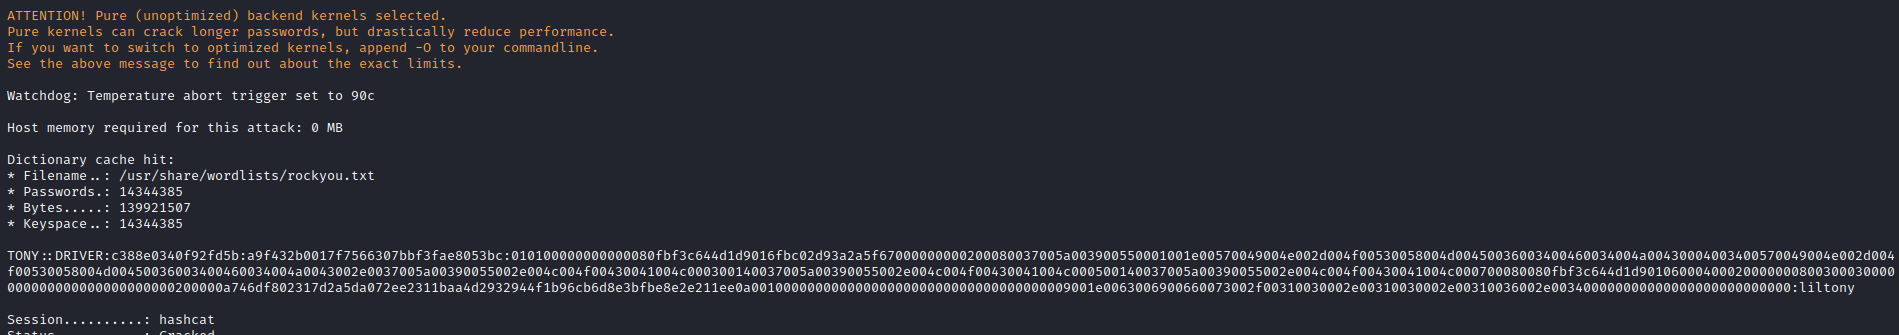 ATTENTION! Pure (unoptimized) backend kernels selected.
Pure kernels can crack longer passwords, but drastically reduce performance.
If you want to switch to optimized kernels, append -O to your commandline.
See the above message to find out about the exact limits.
Watchdog: Temperature abort trigger set to 90c
Host memory required for this attack: 0 MB
Dictionary cache hit:
* Filename..: /usr/share/wordlists/rockyou.txt
* Passwords.: 14344385
* Bytes.....: 139921507
* Keyspace..: 14344385
TONY::DRIVER:c388e0340f92fd5b:a9f432b0017f7566307bbf3fae8053bc:010100000000000080fbf3c644d1d9016fbc02d93a2a5f670000000002000800370005a003900550001001e00570049004e002d004f00530058004d00450036003400460034004a00430004003400570049004e002d004
f00530058004d00450036003400460034004a0043002e0037005a00390055002e004c004f00430041004c000300140037005a00390055002e004c004f00430041004c000500140037005a00390055002e004c004f00430041004c000700080080fbf3c644d1d90106000400020000000800300030000
000000000000000000000200000a746df802317d2a5da072ee2311baa4d2932944f1b96cb6d8e3bfbe8e2e211ee0a0010000000000000000000000000000000000009001e0063006900660073002f00310030002e00310030002e00310036002e003400000000000000000000000000:liltony
Session..........: hashcat
Status...........: Cracked